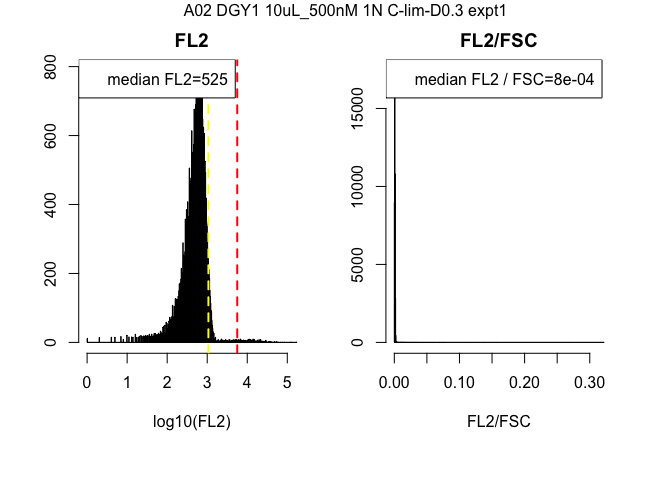 A02 DGY1 10uL_500nM 1N C-lim-D0.3 expt1
FL2
median FL2=525
800
600
400
200
0
0 1 2 3 4 5
log10(FL2)
FL2/FSC
median FL2 / FSC=8e-04
15000
10000
5000
0
0.00 0.10 0.20 0.30
FL2/FSC